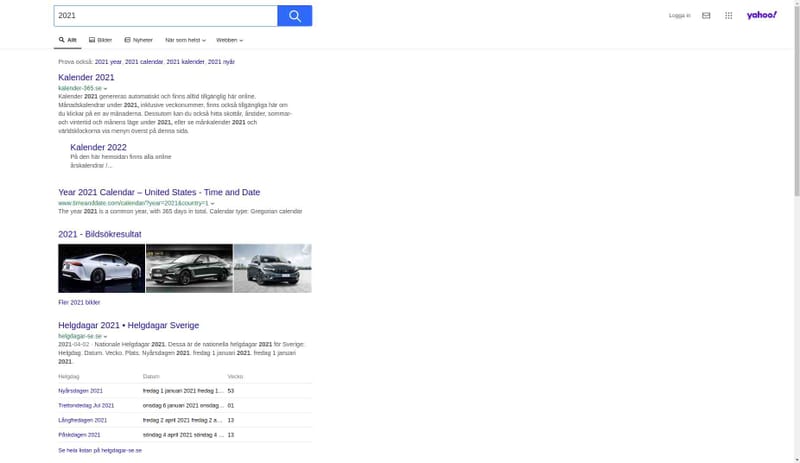 2021
Logga in
yahoo!
Allt
Bilder
Nyheter
När som helst
Webben
Prova också: 2021 year, 2021 calendar, 2021 kalender, 2021 nyår
Kalender 2021
kalender-365.se
Kalender 2021 genereras automatiskt och finns alltid tillgänglig här online.
Månadskalendrar under 2021, inklusive veckonummer, finns också tillgängliga här om
du klickar på en av månaderna. Dessutom kan du också hitta skottår, årstider, sommar-
och vintertid och månens läge under 2021, eller se månkalender 2021 och
världsklockorna via menyn överst på denna sida.
Kalender 2022
På den här hemsidan finns alla online
årskalendrar /...
Year 2021 Calendar – United States - Time and Date
www.timeanddate.com/calendar/?year=2021&country=1
The year 2021 is a common year, with 365 days in total. Calendar type: Gregorian calendar
2021 - Bildsökresultat
Fler 2021 bilder
Helgdagar 2021 • Helgdagar Sverige
helgdagar-se.se
2021-04-02 · Nationale Helgdagar 2021. Dessa är de nationella helgdagar 2021 för Sverige:
Helgdag. Datum. Vecko. Plats. Nyårsdagen 2021. fredag 1 januari 2021. fredag 1 januari
2021.
Helgdag Datum Vecko
Nyårsdagen 2021 fredag 1 januari 2021 fredag 1... 53
Trettondedag Jul 2021 onsdag 6 januari 2021 onsdag... 01
Långfredagen 2021 fredag 2 april 2021 fredag 2 a... 13
Påskdagen 2021 söndag 4 april 2021 söndag 4 ... 13
Se hela listan på helgdagar-se.se